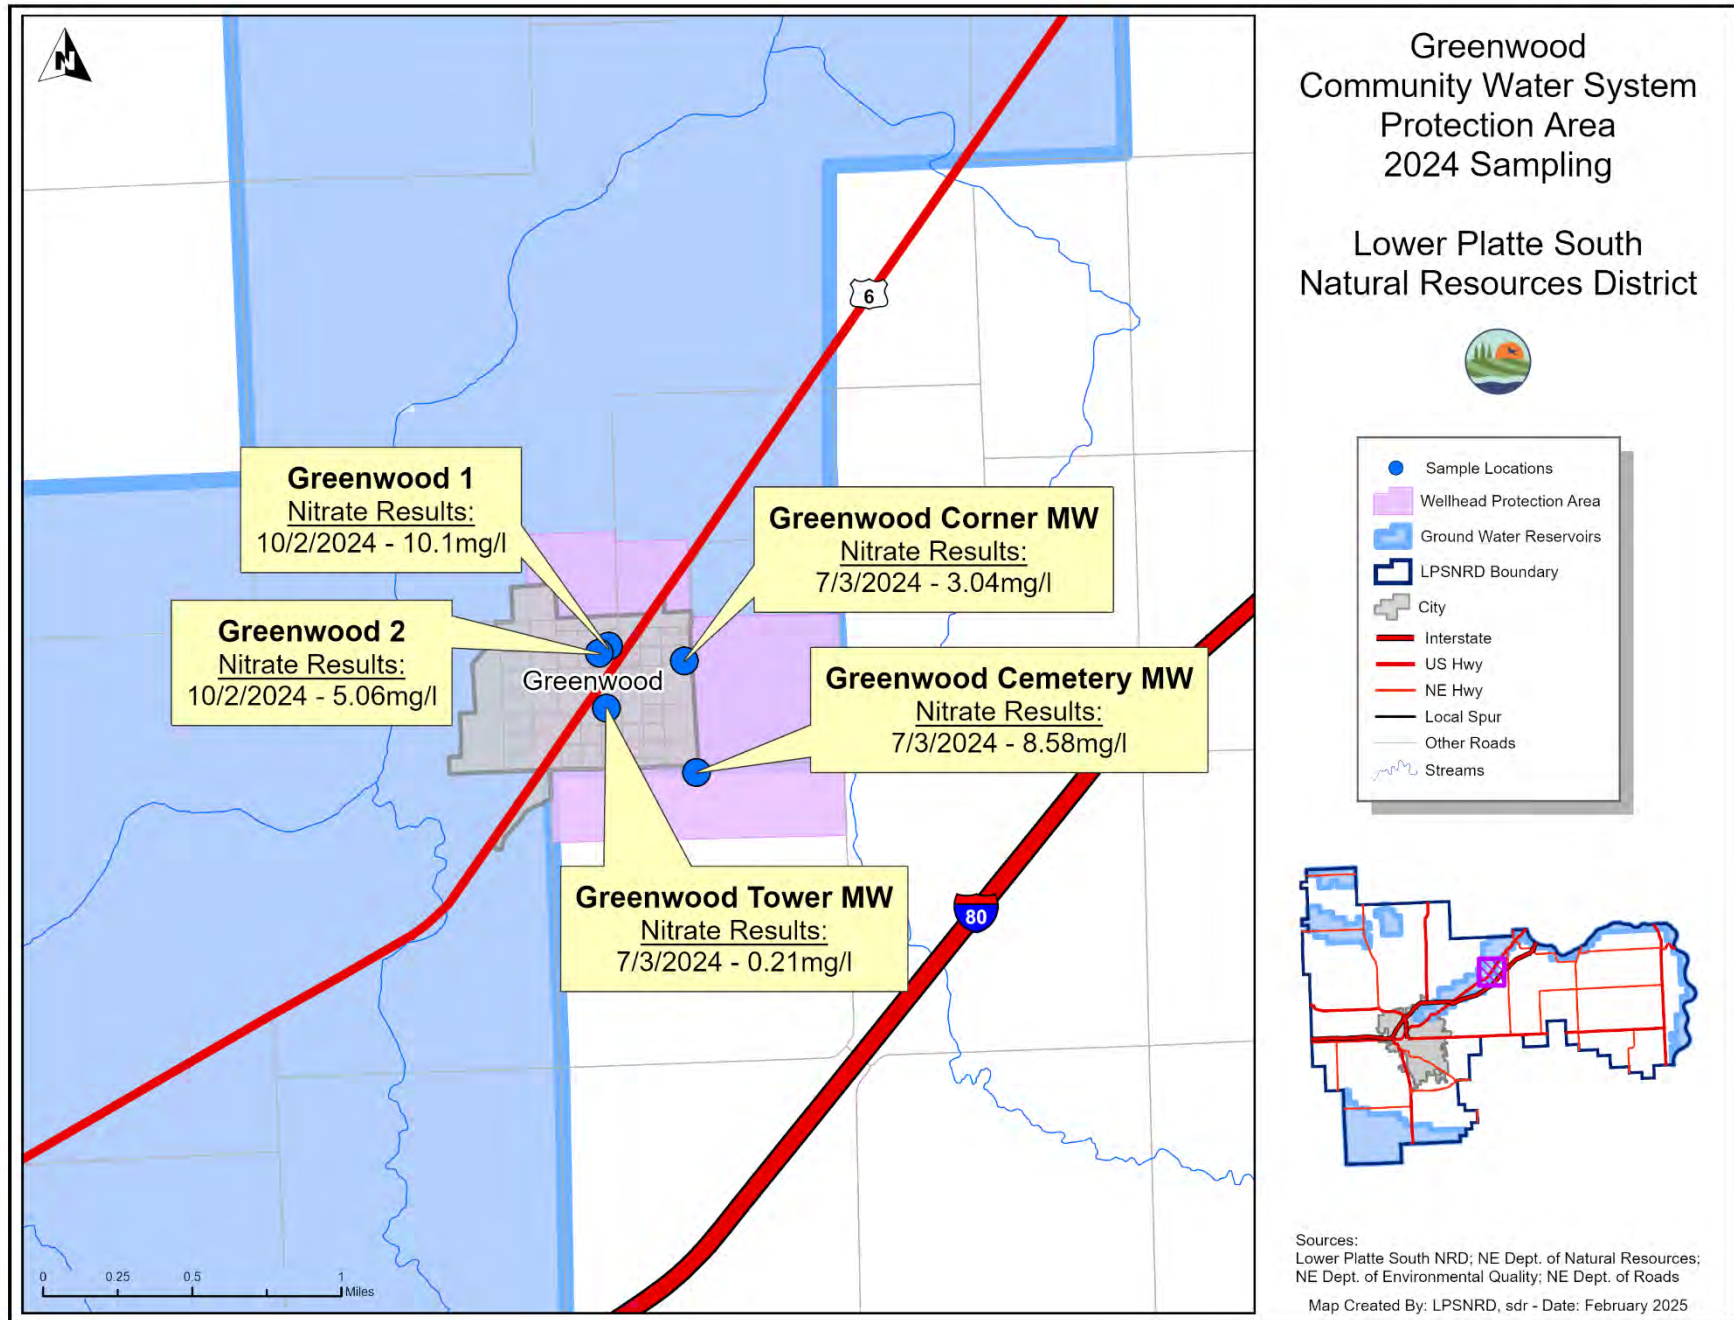 N
Greenwood
Community Water System
Protection Area
2024 Sampling
Lower Platte South
Natural Resources District
6
Greenwood 1
Nitrate Results:
10/2/2024 - 10.1mg/l
Greenwood Corner MW
Nitrate Results:
7/3/2024 - 3.04mg/l
Greenwood 2
Nitrate Results:
10/2/2024 - 5.06mg/l
Greenwood
Greenwood Cemetery MW
Nitrate Results:
7/3/2024 - 8.58mg/l
Greenwood Tower MW
Nitrate Results:
7/3/2024 - 0.21mg/l
80
Sample Locations
Wellhead Protection Area
Ground Water Reservoirs
LPSNRD Boundary
City
Interstate
US Hwy
NE Hwy
Local Spur
Other Roads
Streams
0 0.25 0.5 1
Miles
Sources:
Lower Platte South NRD; NE Dept. of Natural Resources;
NE Dept. of Environmental Quality; NE Dept. of Roads
Map Created By: LPSNRD, sdr - Date: February 2025